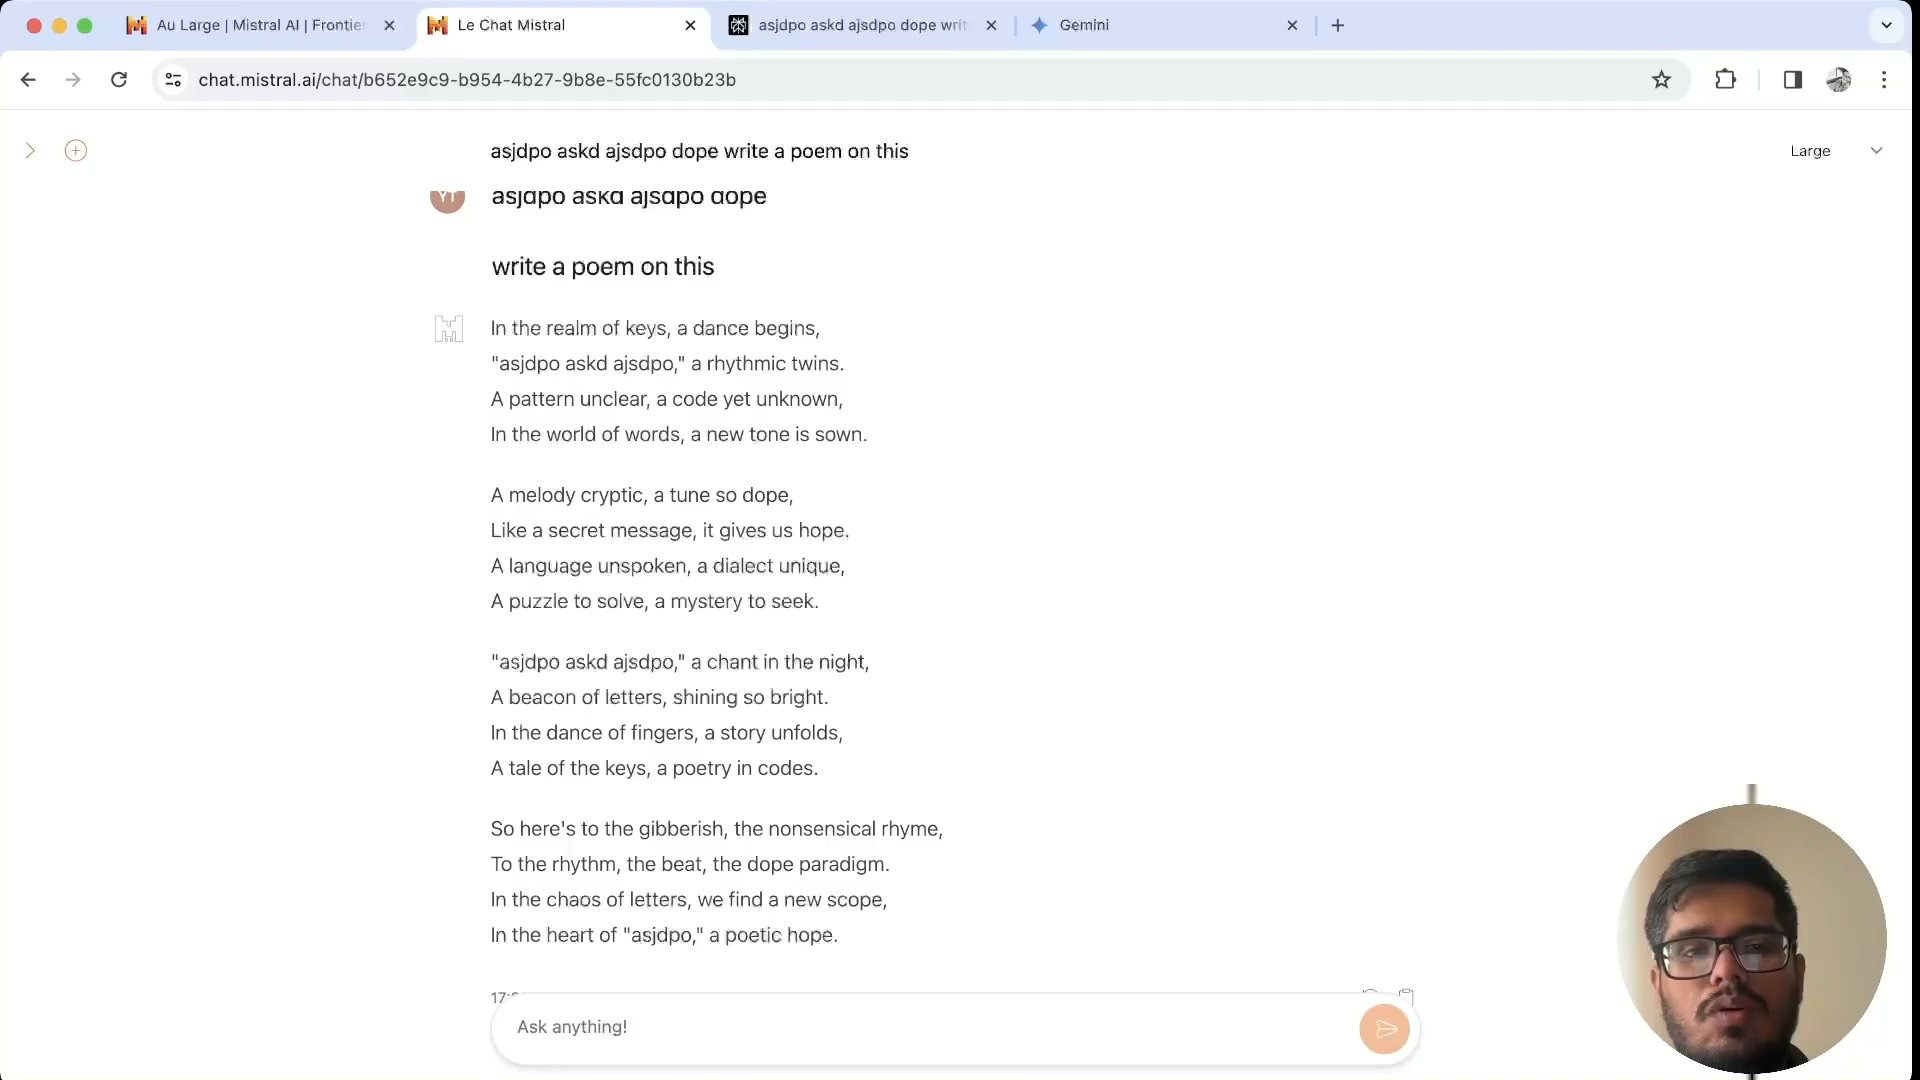 Au Large | Mistral AI | Frontier
Le Chat Mistral
asjdpo askd ajsdpo dope writ
Gemini
chat.mistral.ai/chat/b652e9c9-b954-4b27-9b8e-55fc0130b23b
asjdpo askd ajsdpo dope write a poem on this
Large
YT
asjdpo askd ajsdpo dope
write a poem on this
In the realm of keys, a dance begins,
"asjdpo askd ajsdpo," a rhythmic twins.
A pattern unclear, a code yet unknown,
In the world of words, a new tone is sown.
A melody cryptic, a tune so dope,
Like a secret message, it gives us hope.
A language unspoken, a dialect unique,
A puzzle to solve, a mystery to seek.
"asjdpo askd ajsdpo," a chant in the night,
A beacon of letters, shining so bright.
In the dance of fingers, a story unfolds,
A tale of the keys, a poetry in codes.
So here's to the gibberish, the nonsensical rhyme,
To the rhythm, the beat, the dope paradigm.
In the chaos of letters, we find a new scope,
In the heart of "asjdpo," a poetic hope.
Ask anything!